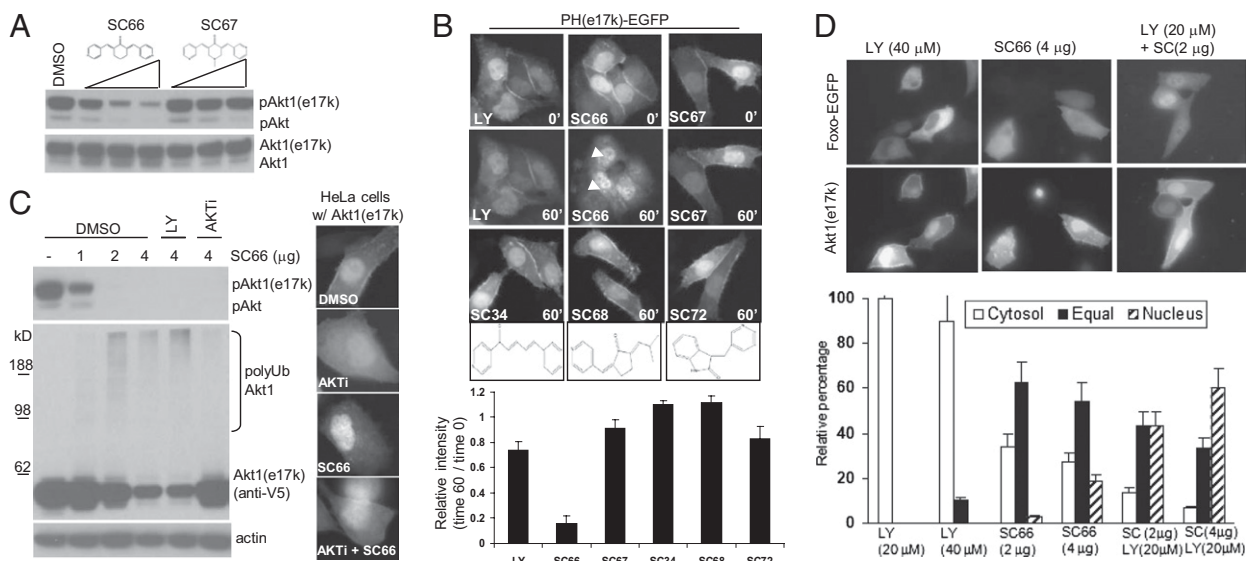 A
SC66 SC67
DMSO
pAkt1(e17k)
pAkt
Akt1(e17k)
Akt1
B
PH(e17k)-EGFP
LY 0' SC66 0' SC67 0'
LY 60' SC66 60' SC67 60'
SC34 60' SC68 60' SC72 60'
Relative intensity
(time 60 / time 0)
1.2
1
0.8
0.6
0.4
0.2
0
LY SC66 SC67 SC34 SC68 SC72
C
DMSO LY AKTi
- 1 2 4 4 4 SC66 (μg)
pAkt1(e17k)
pAkt
kD
188
98
62
polyUb
Akt1
Akt1(e17k)
(anti-V5)
actin
HeLa cells
w/ Akt1(e17k)
DMSO
AKTi
SC66
AKTi + SC66
D
LY (40 μM) SC66 (4 μg) LY (20 μM)
+ SC(2 μg)
Foxo-EGFP
Akt1(e17k)
Relative percentage
100
80
60
40
20
0
Cytosol Equal Nucleus
LY
(20 μM)
LY
(40 μM)
SC66
(2 μg)
SC66
(4 μg)
SC (2μg)
LY(20μM)
SC(4μg)
LY(20μM)